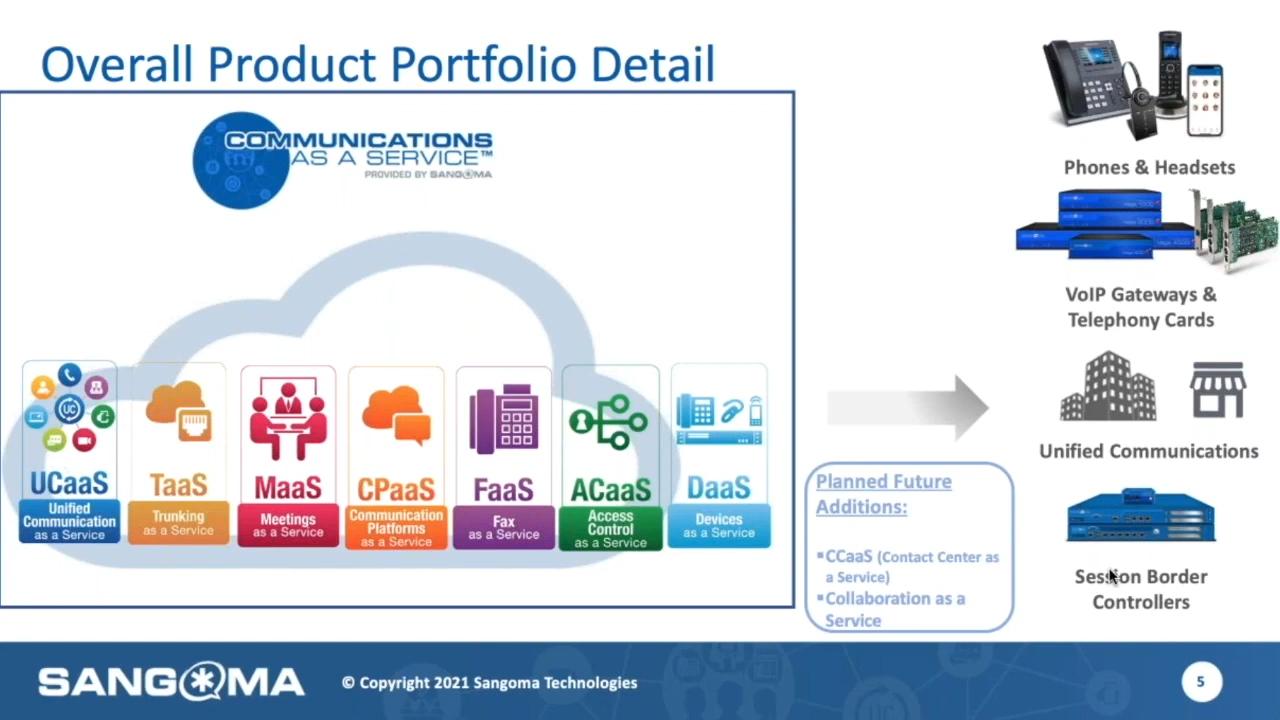 Overall Product Portfolio Detail
COMMUNICATIONS
AS A SERVICE™
PROVIDED BY SANGOMA
UC
UCaaS
Unified
Communication
as a Service
TaaS
Trunking
as a Service
MaaS
Meetings
as a Service
CPaaS
Communication
Platforms
as a Service
FaaS
Fax
as a Service
ACaaS
Access
Control
as a Service
DaaS
Devices
as a Service
Planned Future
Additions:
▪CCaaS (Contact Center as
a Service)
▪Collaboration as a
Service
Phones & Headsets
VoIP Gateways &
Telephony Cards
Unified Communications
Session Border
Controllers
SANGOMA
© Copyright 2021 Sangoma Technologies
5